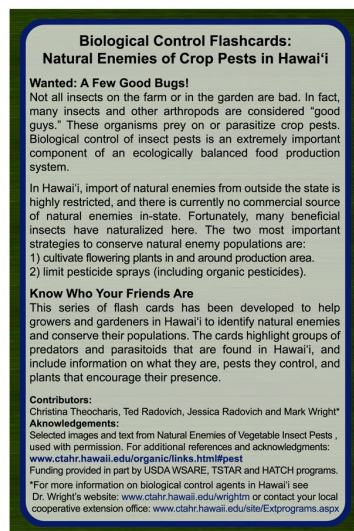 Biological Control Flashcards:
Natural Enemies of Crop Pests in Hawai‘i
Wanted: A Few Good Bugs!
Not all insects on the farm or in the garden are bad. In fact,
many insects and other arthropods are considered “good
guys.” These organisms prey on or parasitize crop pests.
Biological control of insect pests is an extremely important
component of an ecologically balanced food production
system.
In Hawai‘i, import of natural enemies from outside the state is
highly restricted, and there is currently no commercial source
of natural enemies in-state. Fortunately, many beneficial
insects have naturalized here. The two most important
strategies to conserve natural enemy populations are:
1) cultivate flowering plants in and around production area.
2) limit pesticide sprays (including organic pesticides).
Know Who Your Friends Are
This series of flash cards has been developed to help
growers and gardeners in Hawai‘i to identify natural enemies
and conserve their populations. The cards highlight groups of
predators and parasitoids that are found in Hawai‘i, and
include information on what they are, pests they control, and
plants that encourage their presence.
Contributors:
Christina Theocharis, Ted Radovich, Jessica Radovich and Mark Wright*
Aknowledgements:
Selected images and text from Natural Enemies of Vegetable Insect Pests ,
used with permission. For additional references and acknowledgments:
www.ctahr.hawaii.edu/organic/links.html#pest
Funding provided in part by USDA WSARE, TSTAR and HATCH programs.
*For more information on biological control agents in Hawai‘i see
Dr. Wright's website: www.ctahr.hawaii.edu/wrightm or contact your local
cooperative extension office: www.ctahr.hawaii.edu/site/Extprograms.aspx